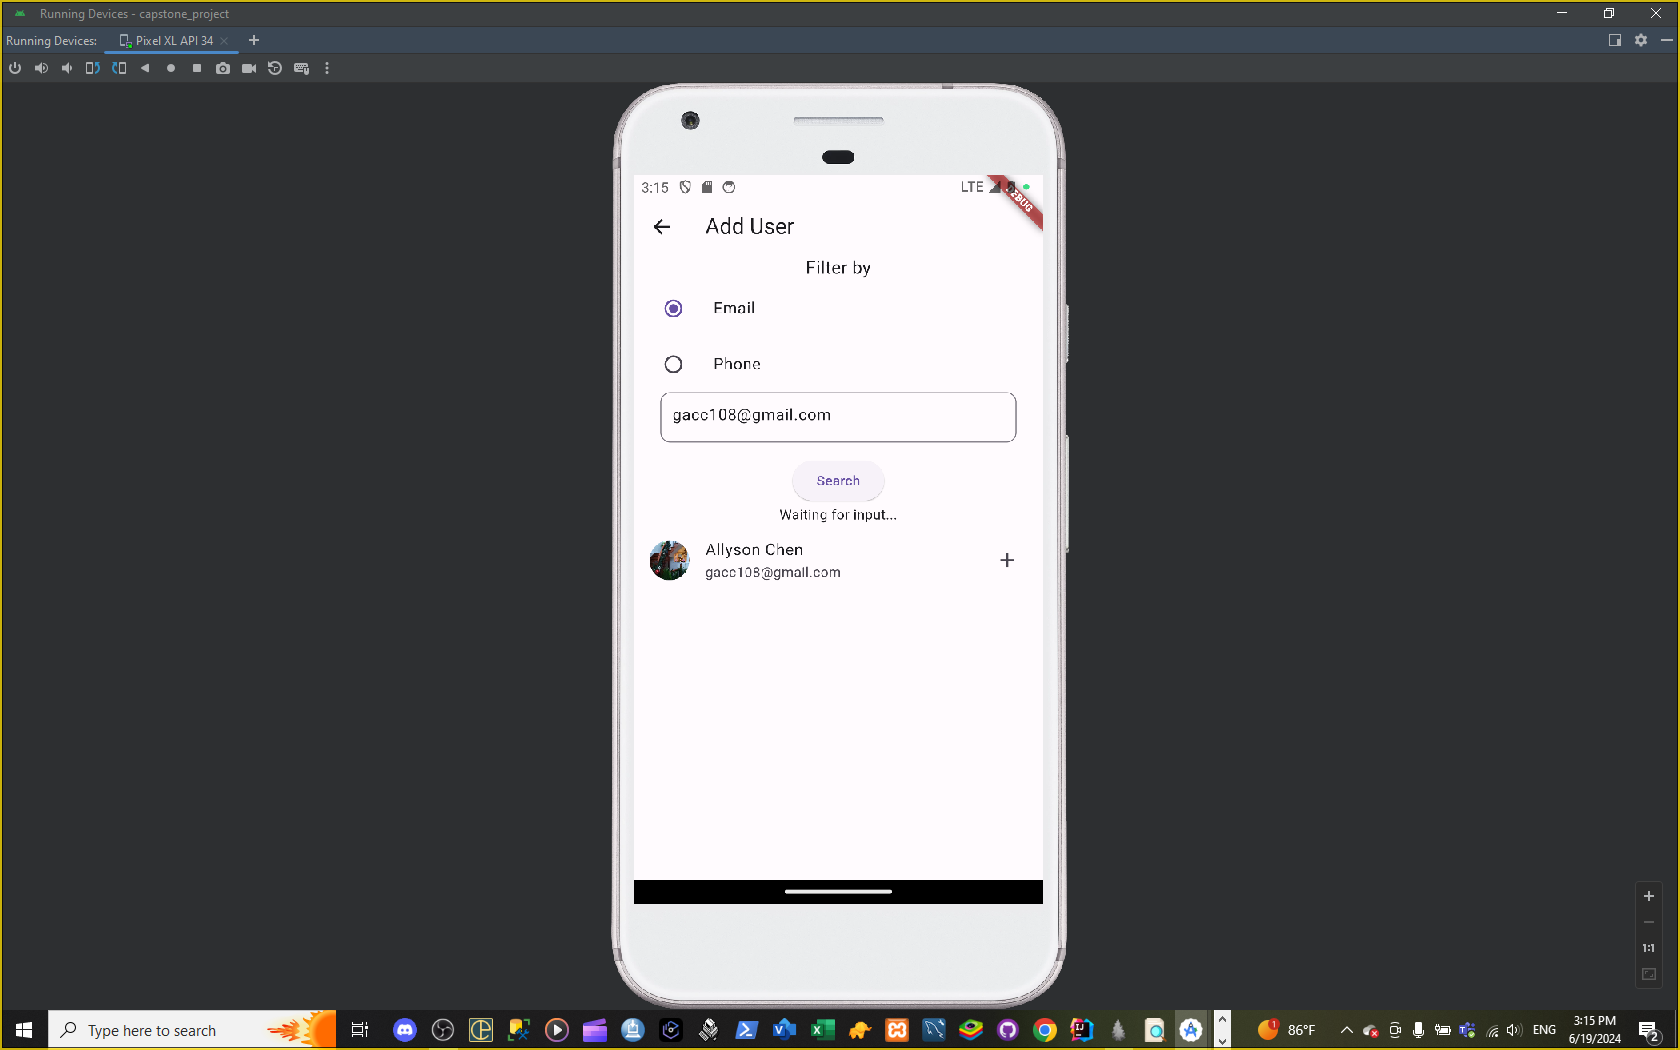 Running Devices - capstone_project
Running Devices:
Pixel XL API 34
3:15
LTE
DEBUG
Add User
Filter by
Email
Phone
gacc108@gmail.com
Search
Waiting for input...
Allyson Chen
gacc108@gmail.com
1:1
Type here to search
86°F
ENG
3:15 PM
6/19/2024
2